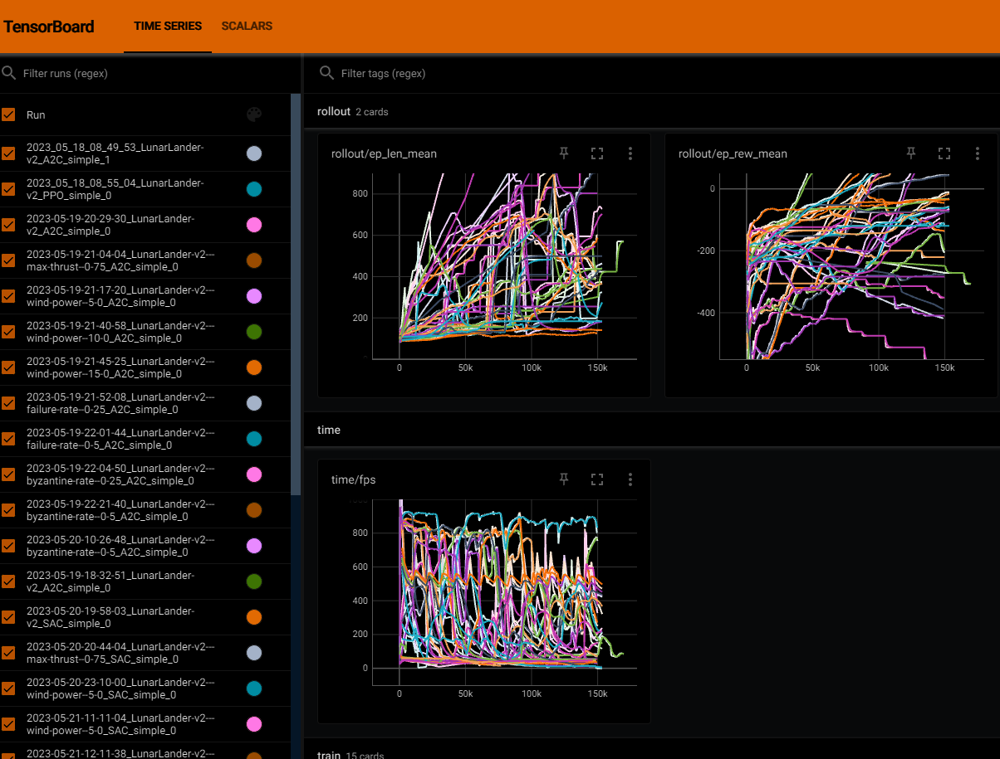 TensorBoard
TIME SERIES
SCALARS
Filter runs (regex)
Run
2023_05_18_08_49_53_LunarLander-
v2_A2C_simple_1
2023_05_18_08_55_04_LunarLander-
v2_PPO_simple_0
2023-05-19-20-29-30_LunarLander-
v2_A2C_simple_0
2023-05-19-21-04-04_LunarLander-v2---
max-thrust--0-75_A2C_simple_0
2023-05-19-21-17-20_LunarLander-v2---
wind-power--5-0_A2C_simple_0
2023-05-19-21-40-58_LunarLander-v2---
wind-power--10-0_A2C_simple_0
2023-05-19-21-45-25_LunarLander-v2---
wind-power--15-0_A2C_simple_0
2023-05-19-21-52-08_LunarLander-v2---
failure-rate--0-25_A2C_simple_0
2023-05-19-22-01-44_LunarLander-v2---
failure-rate--0-5_A2C_simple_0
2023-05-19-22-04-50_LunarLander-v2---
byzantine-rate--0-25_A2C_simple_0
2023-05-19-22-21-40_LunarLander-v2---
byzantine-rate--0-5_A2C_simple_0
2023-05-20-10-26-48_LunarLander-v2---
byzantine-rate--0-5_A2C_simple_0
2023-05-19-18-32-51_LunarLander-
v2_A2C_simple_0
2023-05-20-19-58-03_LunarLander-
v2_SAC_simple_0
2023-05-20-20-44-04_LunarLander-v2---
max-thrust--0-75_SAC_simple_0
2023-05-20-23-10-00_LunarLander-v2---
wind-power--5-0_SAC_simple_0
2023-05-21-11-11-04_LunarLander-v2---
wind-power--5-0_SAC_simple_0
2023-05-21-12-11-38_LunarLander-v2---
Filter tags (regex)
rollout 2 cards
rollout/ep_len_mean
800
600
400
200
0 50k 100k 150k
rollout/ep_rew_mean
0
-200
-400
0 50k 100k 150k
time
time/fps
800
600
400
200
0
0 50k 100k 150k
train 15 cards